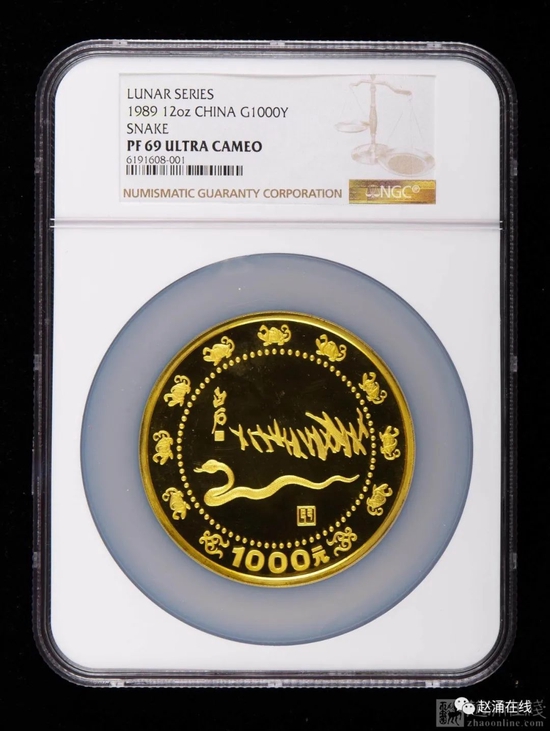 LUNAR SERIES
1989 12oz CHINA G1000Y
SNAKE
PF 69 ULTRA CAMEO
6191608-001
NUMISMATIC GUARANTY CORPORATION
NGC®
1000元
赵涌在线
zhaoonline.com